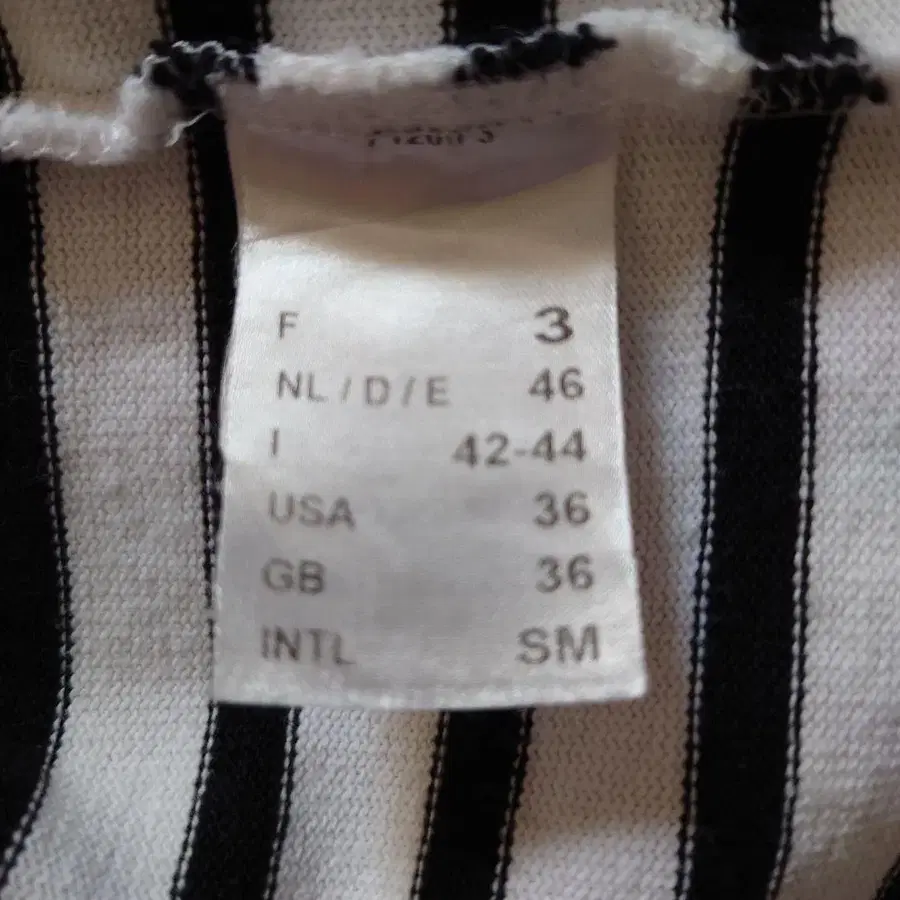 F 3
NL / D / E 46
I 42-44
USA 36
GB 36
INTL SM